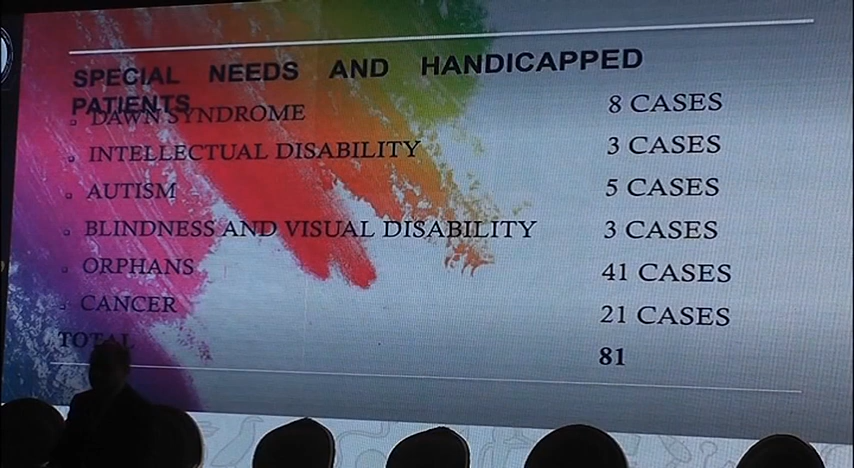 SPECIAL NEEDS AND HANDICAPPED
PATIENTS
DAWN SYNDROME 8 CASES
INTELLECTUAL DISABILITY 3 CASES
AUTISM 5 CASES
BLINDNESS AND VISUAL DISABILITY 3 CASES
ORPHANS 41 CASES
CANCER 21 CASES
TOTAL 81